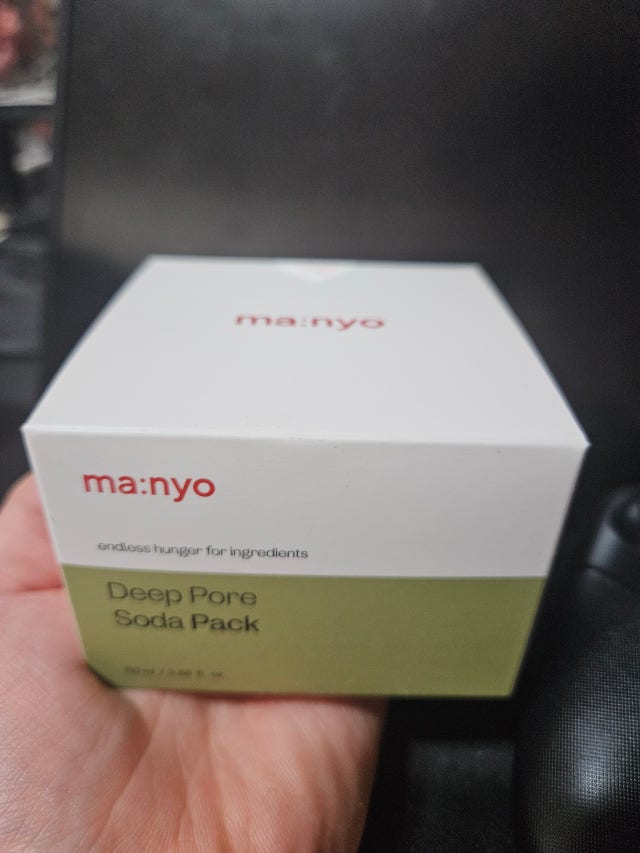 ma:nyo
ma:nyo
endless hunger for ingredients
Deep Pore
Soda Pack